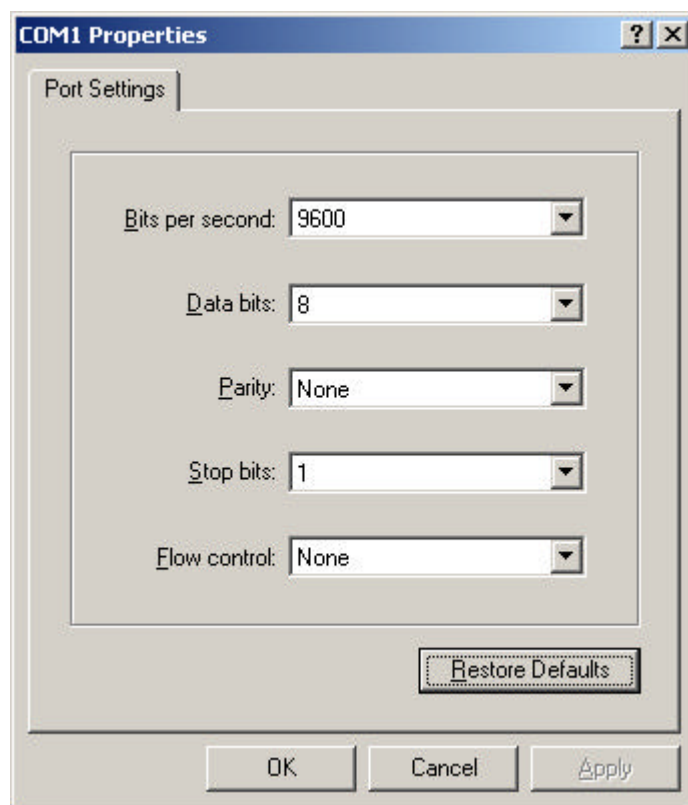 COM1 Properties
Port Settings
Bits per second: 9600
Data bits: 8
Parity: None
Stop bits: 1
Flow control: None
Restore Defaults
OK Cancel Apply